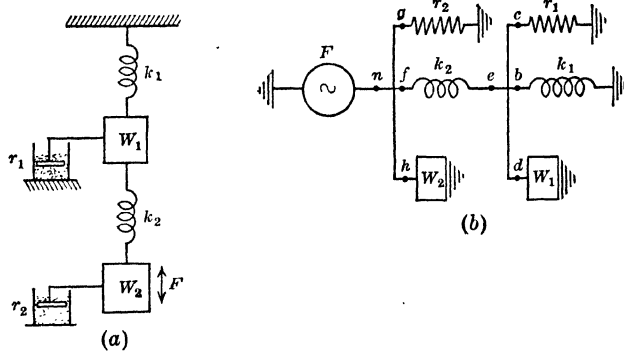 k₁
W₁
r₁
k₂
W₂
F
r₂
(a)
g
r₂
c
r₁
F
n
f
k₂
e
b
k₁
h
W₂
d
W₁
(b)